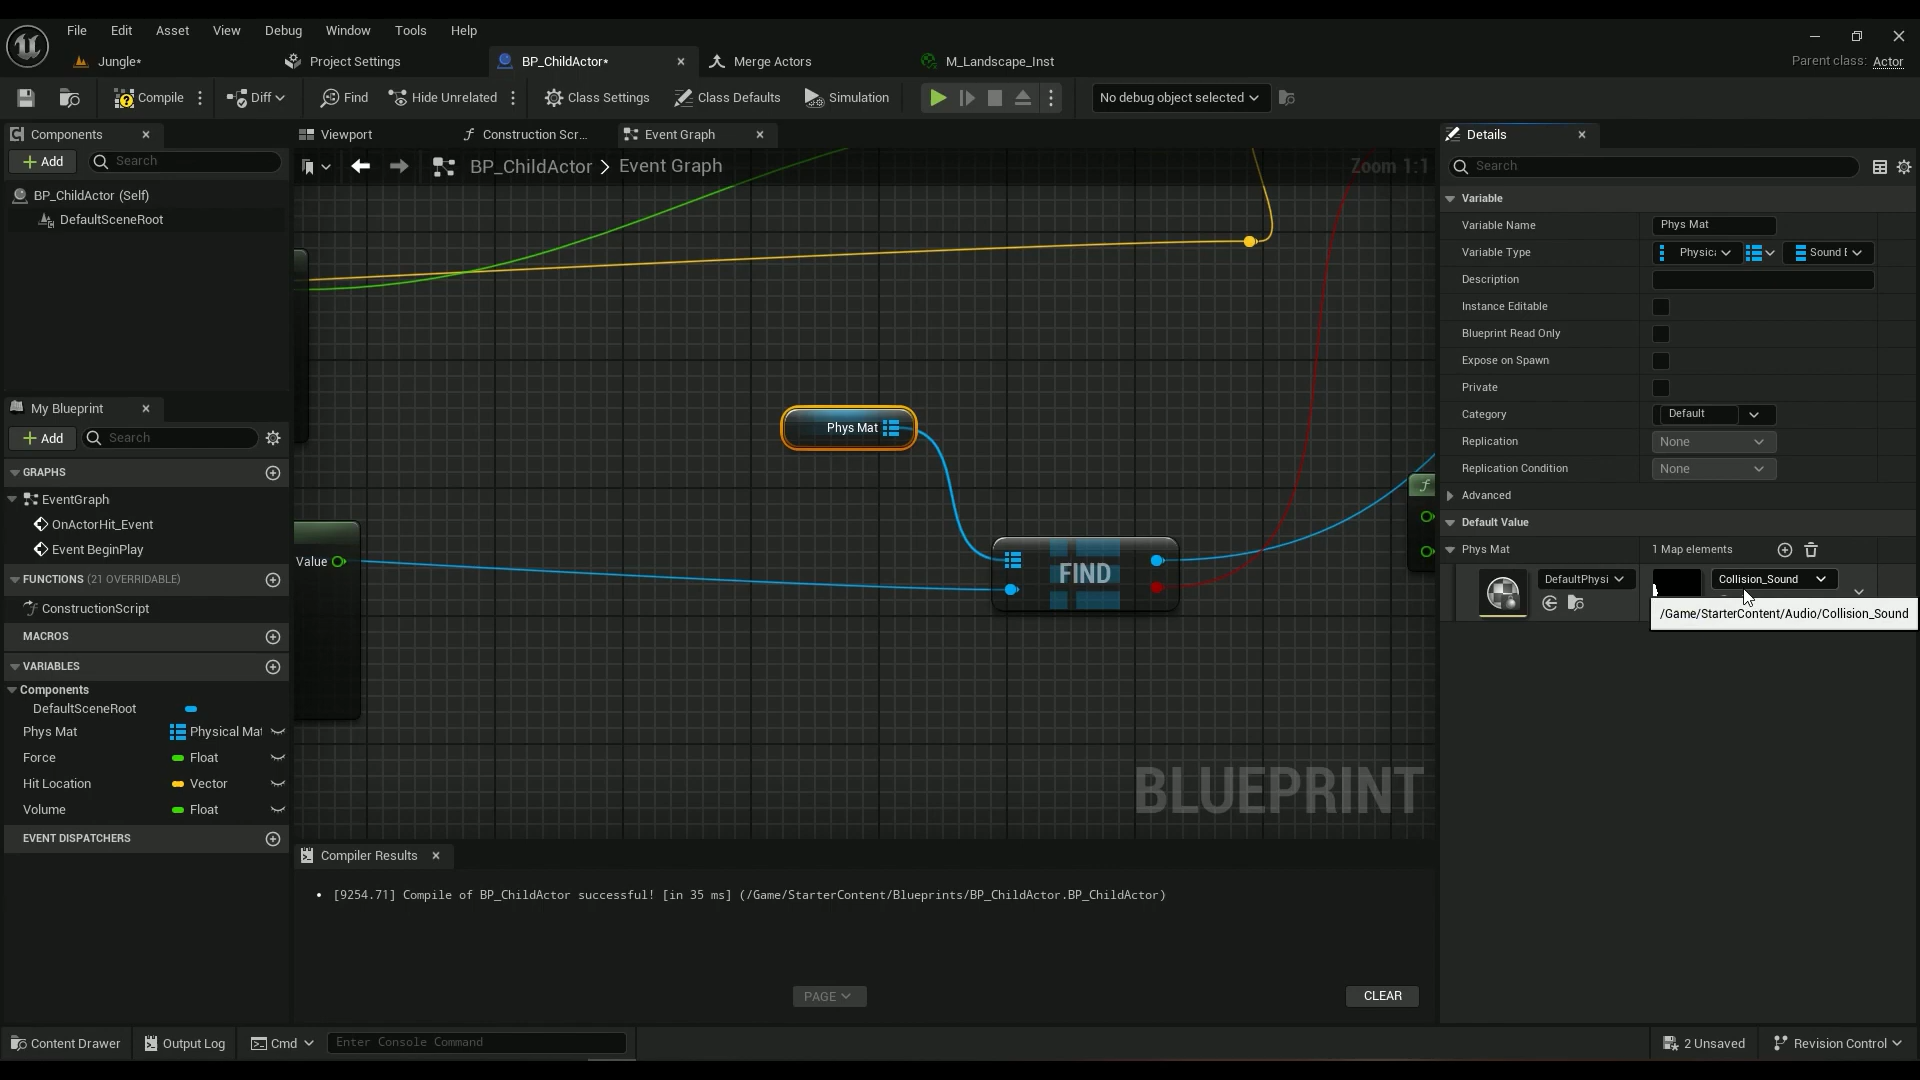 File Edit Asset View Debug Window Tools Help
Jungle* Project Settings BP_ChildActor* Merge Actors M_Landscape_Inst Parent class: Actor
Compile Diff Find Hide Unrelated Class Settings Class Defaults Simulation No debug object selected
Components Viewport Construction Scr... Event Graph Details
Add Search BP_ChildActor > Event Graph Zoom 1:1 Search
BP_ChildActor (Self)
DefaultSceneRoot
Variable
Variable Name Phys Mat
Variable Type Physic Sound
Description
Instance Editable
Blueprint Read Only
Expose on Spawn
Private
Category Default
Replication None
Replication Condition None
Advanced
Default Value
Phys Mat 1 Map elements
DefaultPhysi Collision_Sound
/Game/StarterContent/Audio/Collision_Sound
Phys Mat
Value
FIND
BLUEPRINT
My Blueprint
Add Search
GRAPHS
EventGraph
OnActorHit_Event
Event BeginPlay
FUNCTIONS (21 OVERRIDABLE)
ConstructionScript
MACROS
VARIABLES
Components
DefaultSceneRoot
Phys Mat Physical Mat
Force Float
Hit Location Vector
Volume Float
EVENT DISPATCHERS
Compiler Results
[9254.71] Compile of BP_ChildActor successful! [in 35 ms] (/Game/StarterContent/Blueprints/BP_ChildActor.BP_ChildActor)
PAGE CLEAR
Content Drawer Output Log Cmd Enter Console Command 2 Unsaved Revision Control